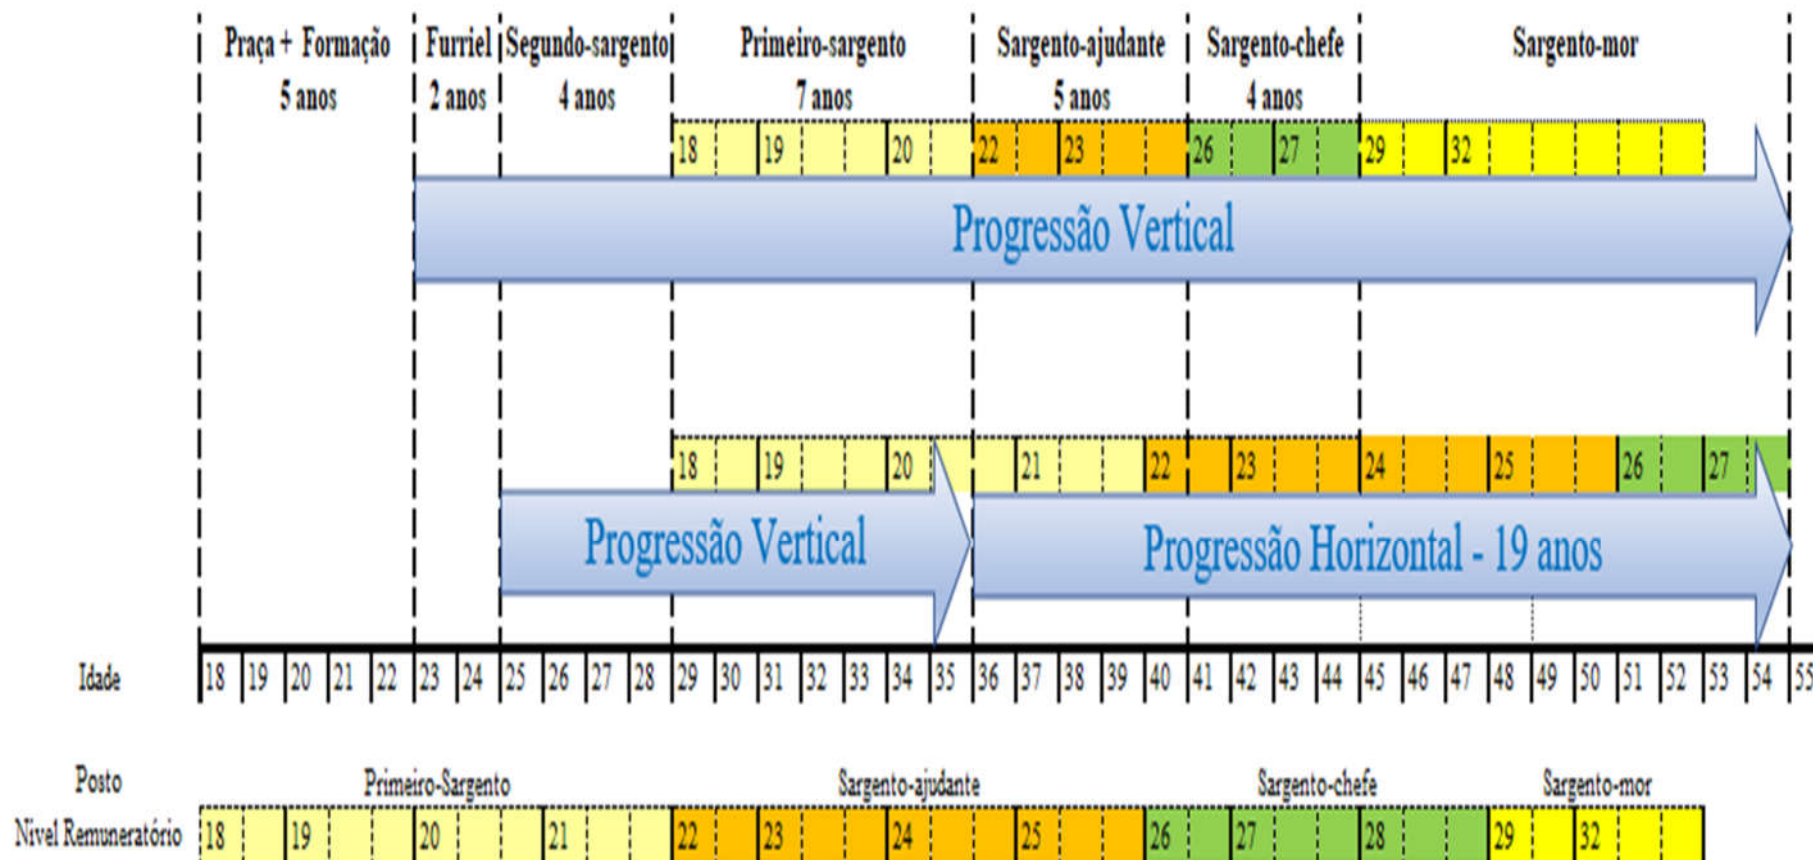 Praça + Formação Furriel Segundo-sargento Primeiro-sargento Sargento-ajudante Sargento-chefe Sargento-mor
5 anos 2 anos 4 anos 7 anos 5 anos 4 anos
18 19 20 22 23 26 27 29 32
Progressão Vertical
18 19 20 21 22 23 24 25 26 27
Progressão Vertical Progressão Horizontal - 19 anos
Idade 18 19 20 21 22 23 24 25 26 27 28 29 30 31 32 33 34 35 36 37 38 39 40 41 42 43 44 45 46 47 48 49 50 51 52 53 54 55
Posto Primeiro-Sargento Sargento-ajudante Sargento-chefe Sargento-mor
Nivel Remuneratório 18 19 20 21 22 23 24 25 26 27 28 29 32